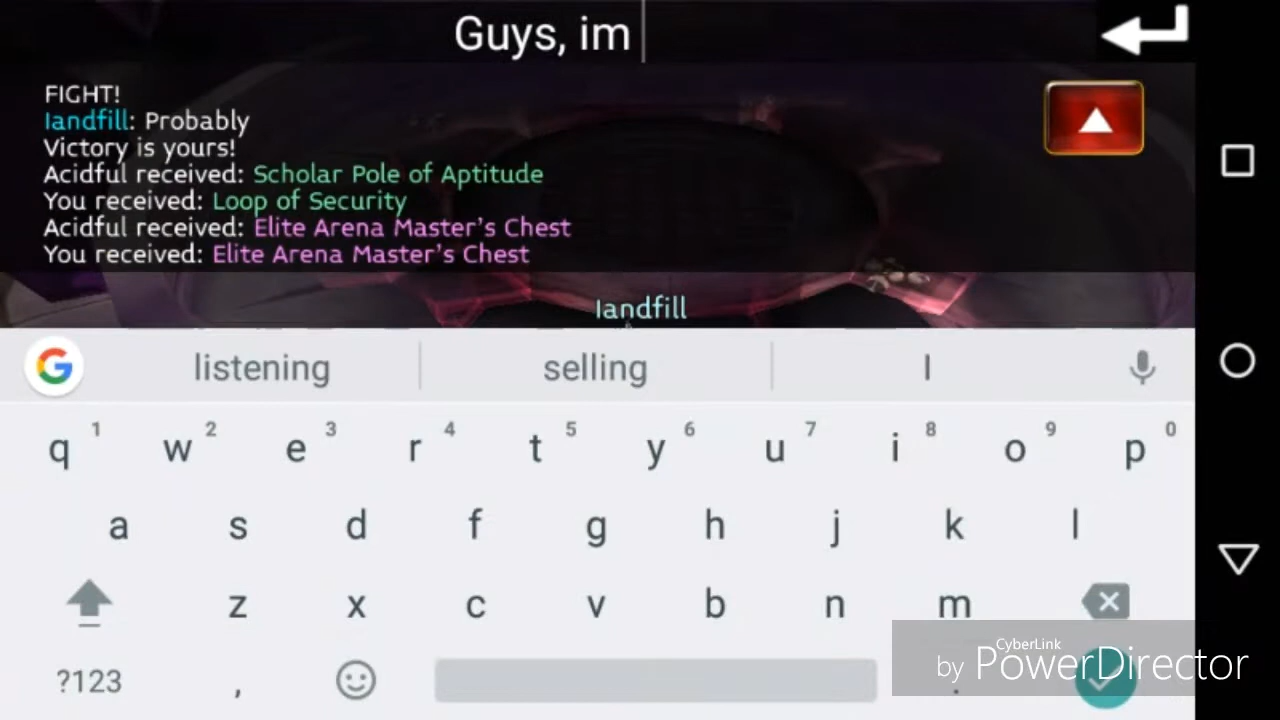 Guys, im
FIGHT!
Iandfill: Probably
Victory is yours!
Acidful received: Scholar Pole of Aptitude
You received: Loop of Security
Acidful received: Elite Arena Master's Chest
You received: Elite Arena Master's Chest
Iandfill
G listening selling I
q 1 w 2 e 3 r 4 t 5 y 6 u 7 i 8 o 9 p 0
a s d f g h j k l
z x c v b n m
?123 , .
CyberLink
by PowerDirector